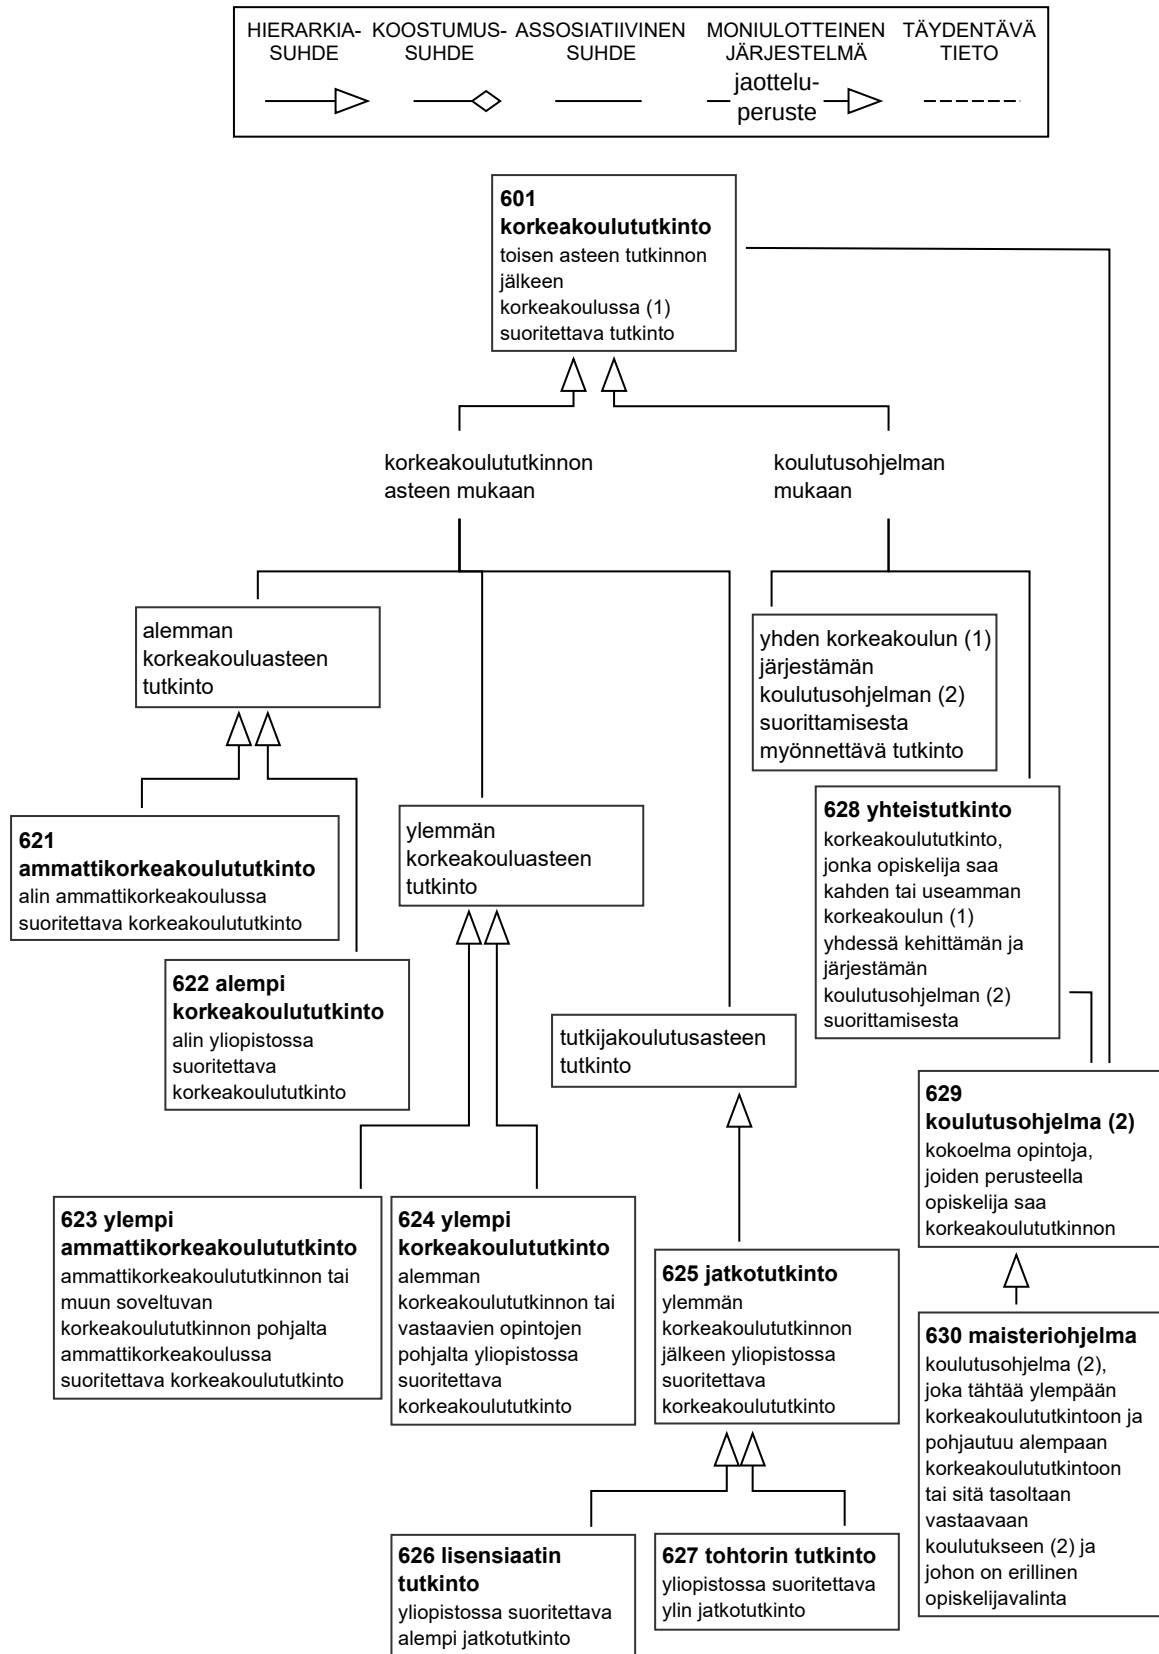 HIERARKIA-
SUHDE
KOOSTUMUS-
SUHDE
ASSOSIATIIVINEN
SUHDE
MONIULOTTEINEN
JÄRJESTELMÄ
jaottelu-
peruste
TÄYDENTÄVÄ
TIETO
601
korkeakoulututkinto
toisen asteen tutkinnon
jälkeen
korkeakoulussa (1)
suoritettava tutkinto
korkeakoulututkinnon
asteen mukaan
koulutusohjelman
mukaan
alemman
korkeakouluasteen
tutkinto
yhden korkeakoulun (1)
järjestämän
koulutusohjelman (2)
suorittamisesta
myönnettävä tutkinto
621
ammattikorkeakoulututkinto
alin ammattikorkeakoulussa
suoritettava korkeakoulututkinto
ylemmän
korkeakouluasteen
tutkinto
628 yhteistutkinto
korkeakoulututkinto,
jonka opiskelija saa
kahden tai useamman
korkeakoulun (1)
yhdessä kehittämän ja
järjestämän
koulutusohjelman (2)
suorittamisesta
622 alempi
korkeakoulututkinto
alin yliopistossa
suoritettava
korkeakoulututkinto
tutkijakoulutusasteen
tutkinto
629
koulutusohjelma (2)
kokoelma opintoja,
joiden perusteella
opiskelija saa
korkeakoulututkinnon
623 ylempi
ammattikorkeakoulututkinto
ammattikorkeakoulututkinnon tai
muun soveltuvan
korkeakoulututkinnon pohjalta
ammattikorkeakoulussa
suoritettava korkeakoulututkinto
624 ylempi
korkeakoulututkinto
alemman
korkeakoulututkinnon tai
vastaavien opintojen
pohjalta yliopistossa
suoritettava
korkeakoulututkinto
625 jatkotutkinto
ylemmän
korkeakoulututkinnon
jälkeen yliopistossa
suoritettava
korkeakoulututkinto
630 maisteriohjelma
koulutusohjelma (2),
joka tähtää ylempään
korkeakoulututkintoon ja
pohjautuu alempaan
korkeakoulututkintoon
tai sitä tasoltaan
vastaavaan
koulutukseen (2) ja
johon on erillinen
opiskelijavalinta
626 lisensiaatin
tutkinto
yliopistossa suoritettava
alempi jatkotutkinto
627 tohtorin tutkinto
yliopistossa suoritettava
ylin jatkotutkinto